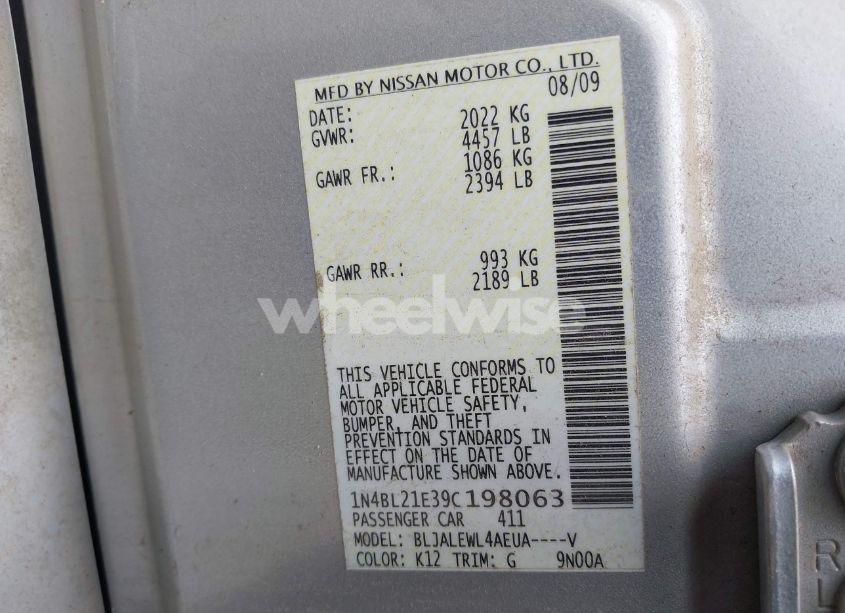 MFD BY NISSAN MOTOR CO., LTD.
DATE: 08/09
GVWR: 2022 KG
4457 LB
GAWR FR.: 1086 KG
2394 LB
GAWR RR.: 993 KG
2189 LB
wheelwise
THIS VEHICLE CONFORMS TO
ALL APPLICABLE FEDERAL
MOTOR VEHICLE SAFETY,
BUMPER, AND THEFT
PREVENTION STANDARDS IN
EFFECT ON THE DATE OF
MANUFACTURE SHOWN ABOVE.
1N4BL21E39C198063
PASSENGER CAR 411
MODEL: BLJALEWL4AEUA----V
COLOR: K12 TRIM: G 9N00A
R
L